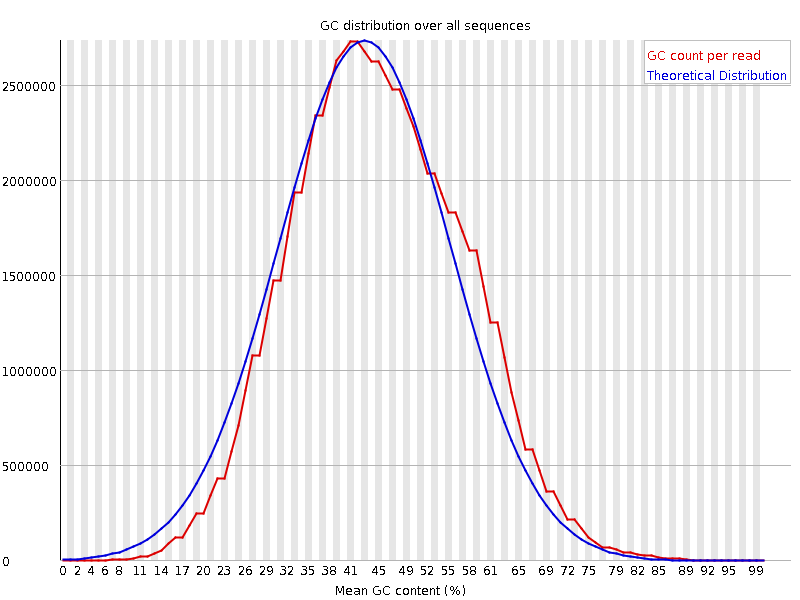 GC distribution over all sequences
GC count per read
Theoretical Distribution
2500000
2000000
1500000
1000000
500000
0
0 2 4 6 8 11 14 17 20 23 26 29 32 35 38 41 45 49 52 55 58 61 65 69 72 75 79 82 85 89 92 95 99
Mean GC content (%)